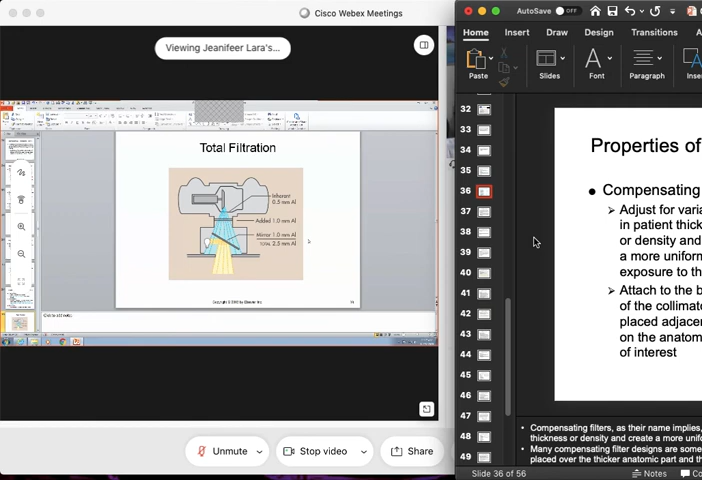 Cisco Webex Meetings
Viewing Jeanifeer Lara's...
Total Filtration
Inherent
0.5 mm Al
Added 1.0 mm Al
Mirror 1.0 mm Al
TOTAL 2.5 mm Al
Unmute
Stop video
Share
AutoSave
OFF
Home
Insert
Draw
Design
Transitions
Paste
Slides
Font
Paragraph
Inser
32
33
34
35
36
37
38
39
40
41
42
43
44
45
46
47
48
49
Properties of
Compensating
Adjust for varia
in patient thick
or density and
a more uniform
exposure to th
Attach to the b
of the collimat
placed adjacen
on the anatom
of interest
Compensating filters, as their name implies,
thickness or density and create a more unifo
Many compensating filter designs are some
placed over the thicker anatomic part and th
Slide 36 of 56
Notes
Co